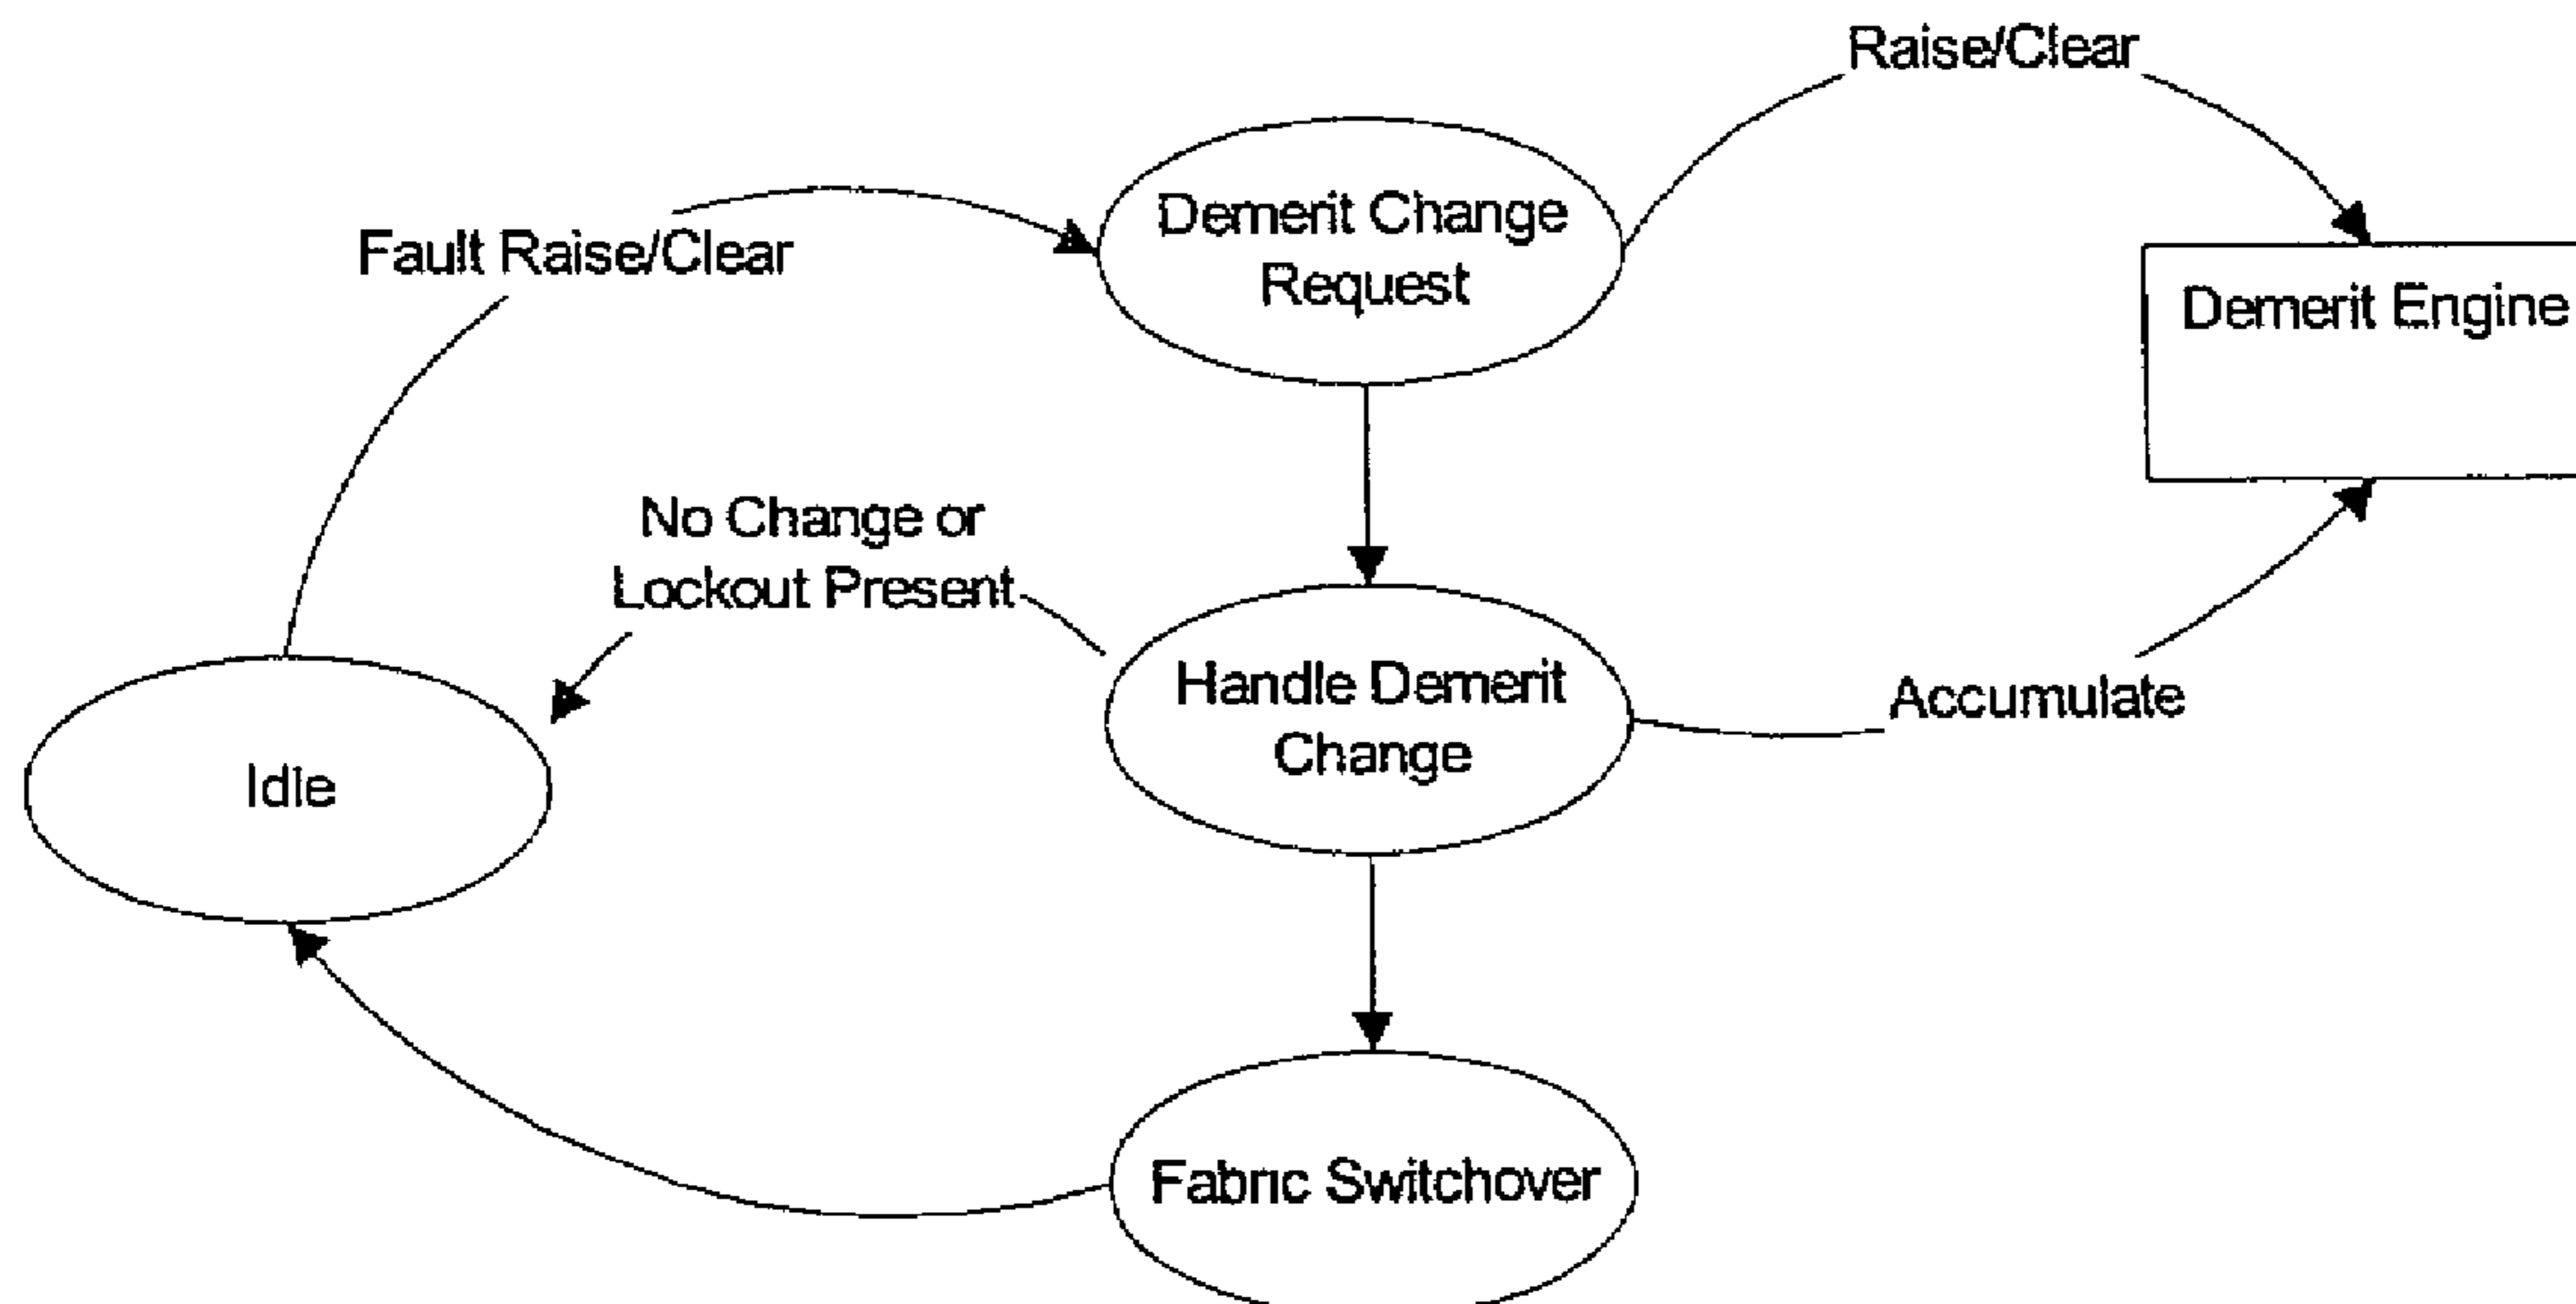 Raise/Clear
Demerit Change
Request
Fault Raise/Clear
Demerit Engine
No Change or
Lockout Present
Handle Demerit
Change
Accumulate
Idle
Fabric Switchover